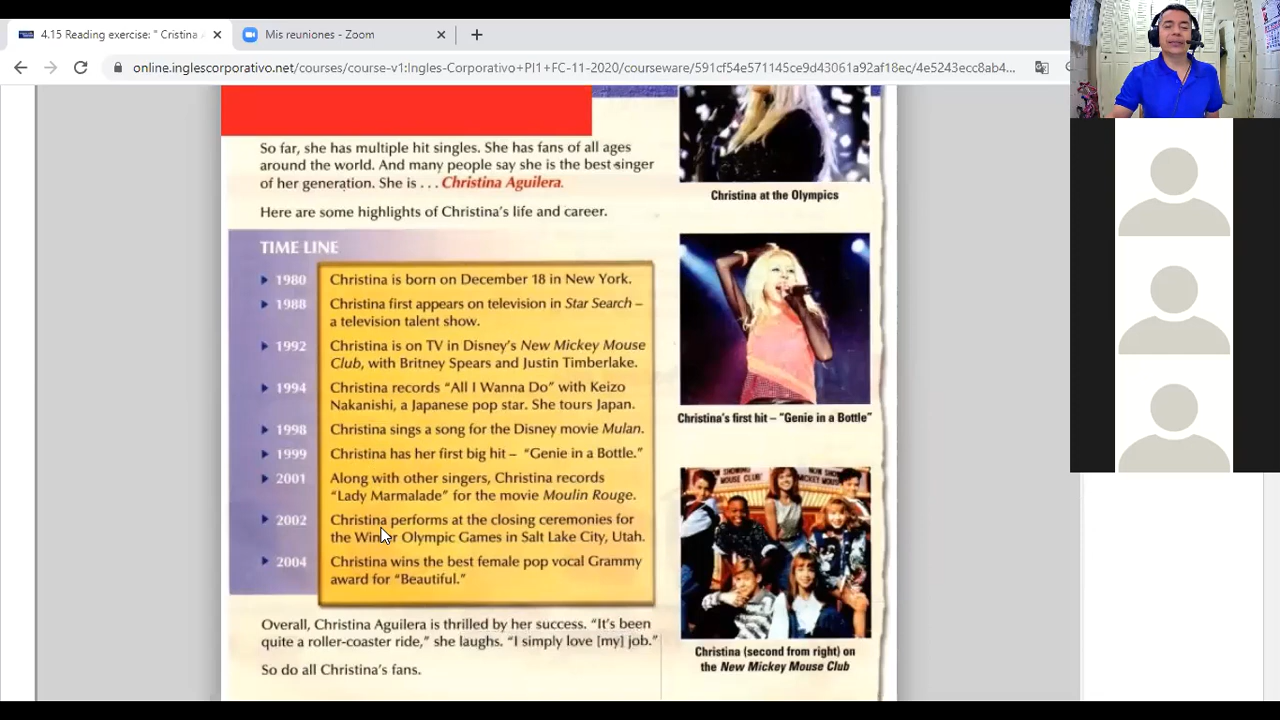 4.15 Reading exercise: " Cristina
Mis reuniones - Zoom
online.inglescorporativo.net/courses/course-v1:Ingles-Corporativo+PI1+FC-11-2020/courseware/591cf54e571145ce9d43061a92af18ec/4e5243ecc8ab4...
So far, she has multiple hit singles. She has fans of all ages
around the world. And many people say she is the best singer
of her generation. She is . . . Christina Aguilera.
Here are some highlights of Christina's life and career.
Christina at the Olympics
TIME LINE
1980 Christina is born on December 18 in New York.
1988 Christina first appears on television in Star Search –
a television talent show.
1992 Christina is on TV in Disney's New Mickey Mouse
Club, with Britney Spears and Justin Timberlake.
1994 Christina records "All I Wanna Do" with Keizo
Nakanishi, a Japanese pop star. She tours Japan.
1998 Christina sings a song for the Disney movie Mulan.
1999 Christina has her first big hit – "Genie in a Bottle."
2001 Along with other singers, Christina records
"Lady Marmalade" for the movie Moulin Rouge.
2002 Christina performs at the closing ceremonies for
the Winter Olympic Games in Salt Lake City, Utah.
2004 Christina wins the best female pop vocal Grammy
award for "Beautiful."
Christina's first hit – "Genie in a Bottle"
Overall, Christina Aguilera is thrilled by her success. "It's been
quite a roller-coaster ride," she laughs. "I simply love [my] job."
So do all Christina's fans.
Christina (second from right) on
the New Mickey Mouse Club